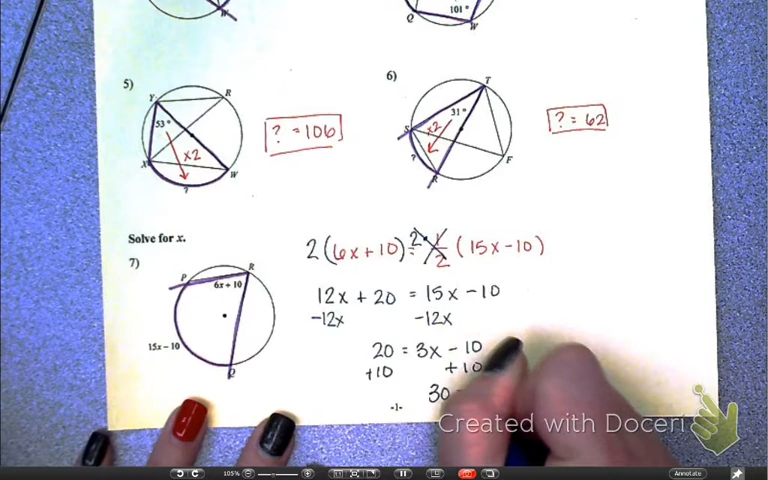 101°
Q
W
W
5)
6)
Y
R
T
53°
31°
? = 106
? = 62
S
x2
x2
X
W
F
?
?
R
Solve for x.
7)
2(6x+10) = 2 · 1/2 (15x-10)
P
R
6x + 10
12x + 20 = 15x - 10
-12x -12x
15x - 10
20 = 3x - 10
+10 +10
Q
30
-1-
Created with Doceri
105%
Annotate